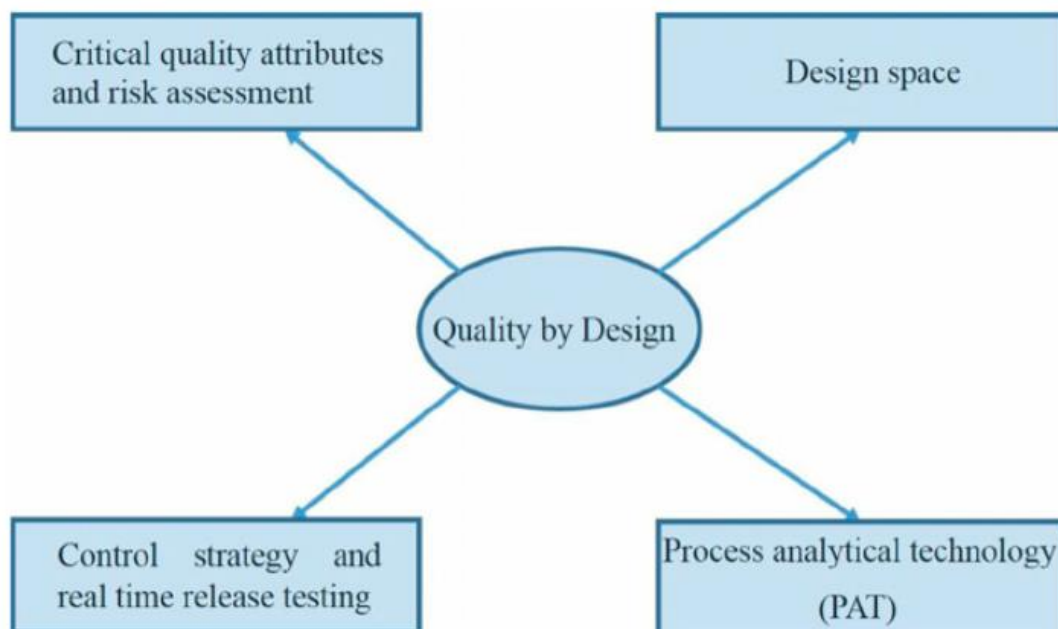 Critical quality attributes
and risk assessment
Design space
Quality by Design
Control strategy and
real time release testing
Process analytical technology
(PAT)